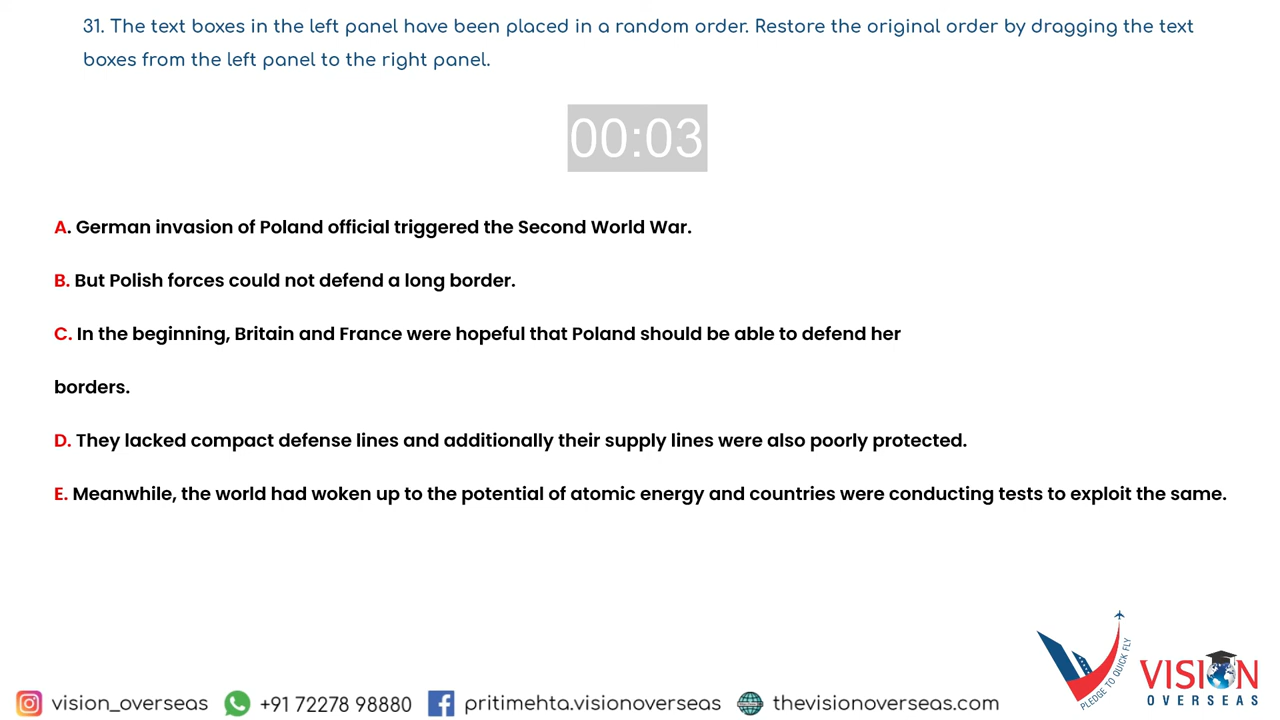 31. The text boxes in the left panel have been placed in a random order. Restore the original order by dragging the text
boxes from the left panel to the right panel.
00:03
A. German invasion of Poland official triggered the Second World War.
B. But Polish forces could not defend a long border.
C. In the beginning, Britain and France were hopeful that Poland should be able to defend her
borders.
D. They lacked compact defense lines and additionally their supply lines were also poorly protected.
E. Meanwhile, the world had woken up to the potential of atomic energy and countries were conducting tests to exploit the same.
PLEDGE TO QUICK FLY
VISION
OVERSEAS
vision_overseas +91 72278 98880 pritimehta.visionoverseas thevisionoverseas.com